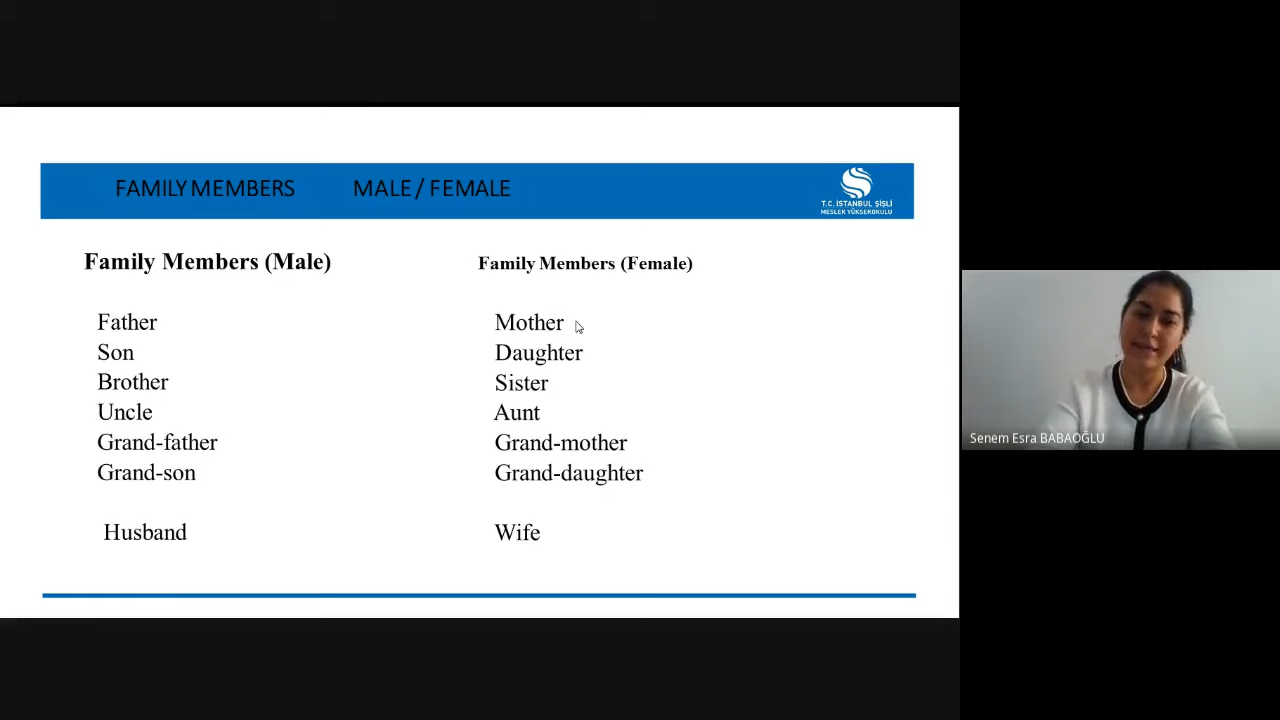 FAMILY MEMBERS MALE / FEMALE
T.C. İSTANBUL ŞİŞLİ
MESLEK YÜKSEKOKULU
Family Members (Male) Family Members (Female)
Father Mother
Son Daughter
Brother Sister
Uncle Aunt
Grand-father Grand-mother
Grand-son Grand-daughter
Husband Wife
Senem Esra BABAOĞLU